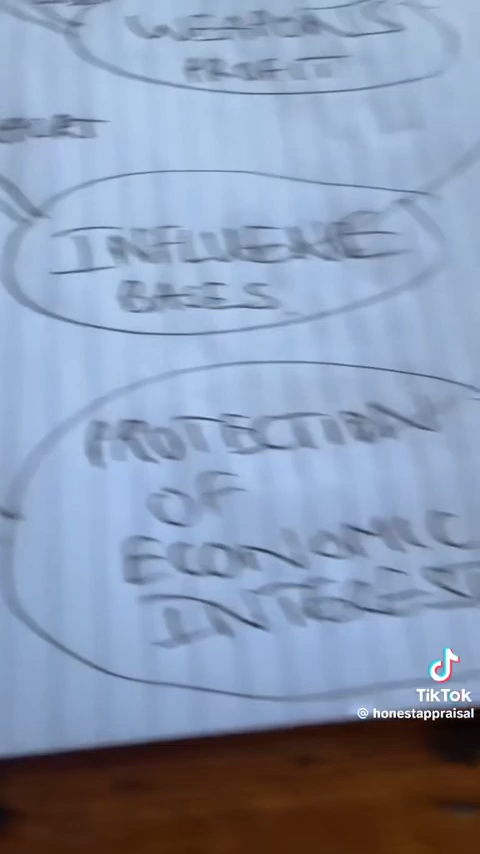 WEAPONS
PROFIT
INFLUENCE
BASES
PROTECTION
OF
ECONOMIC
INTEREST
TikTok
@ honestappraisal